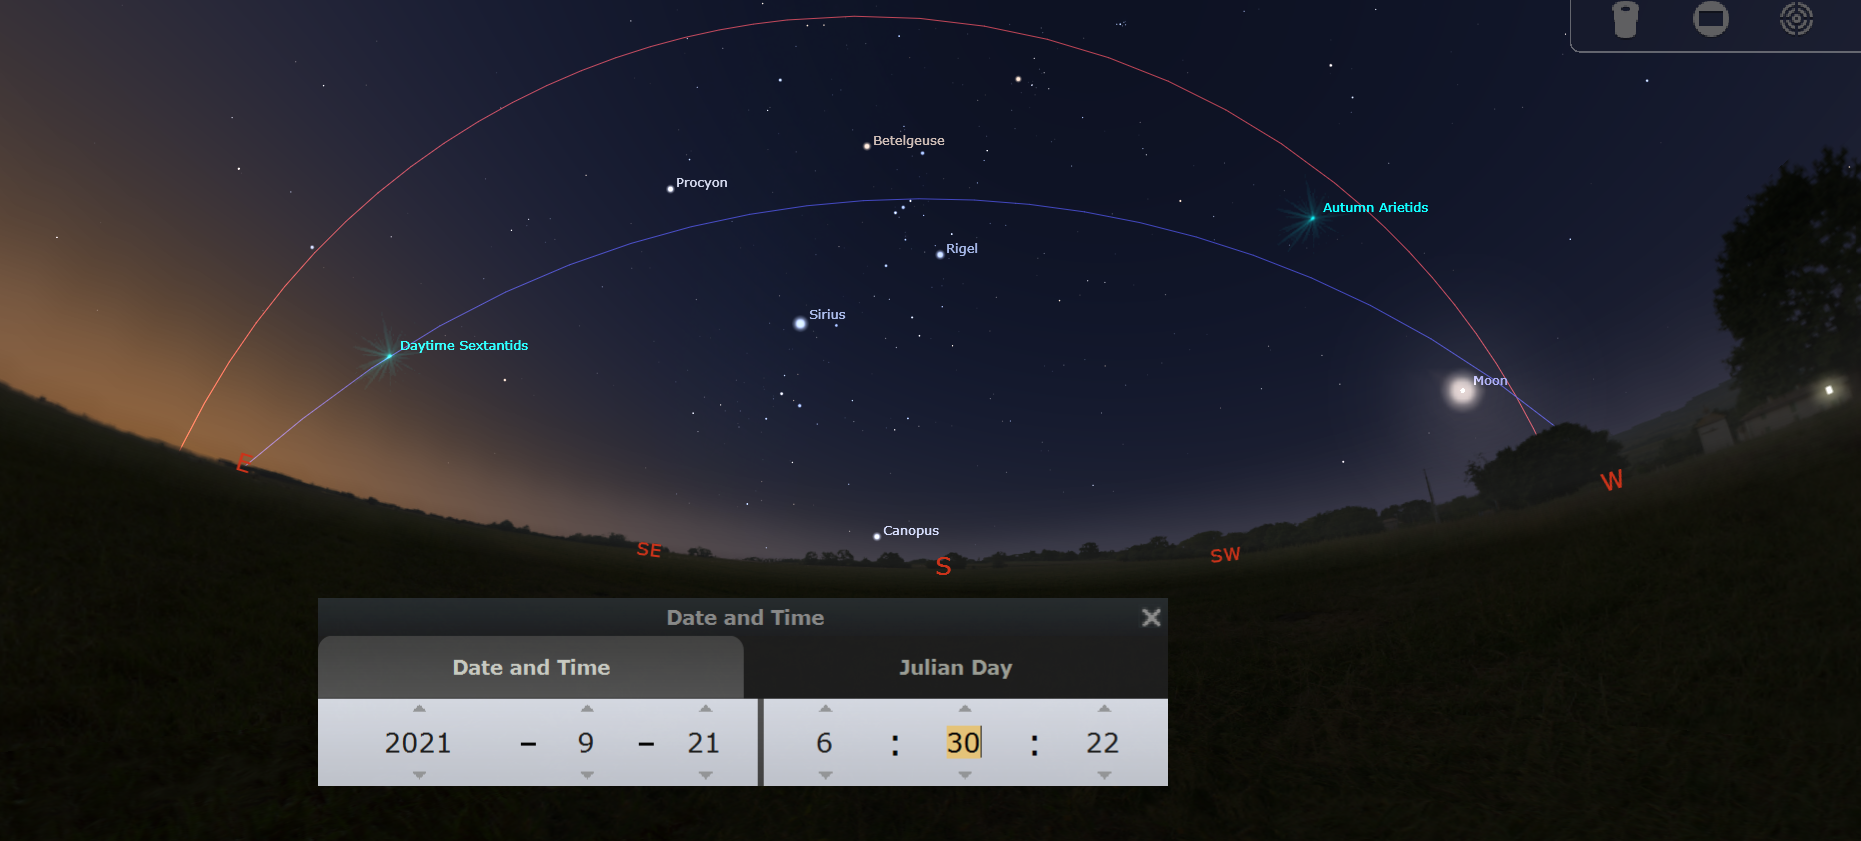 Betelgeuse
Procyon
Autumn Arietids
Rigel
Sirius
Daytime Sextantids
Moon
E
W
Canopus
SE
S
SW
Date and Time
Date and Time
Julian Day
2021 - 9 - 21 6 : 30 : 22